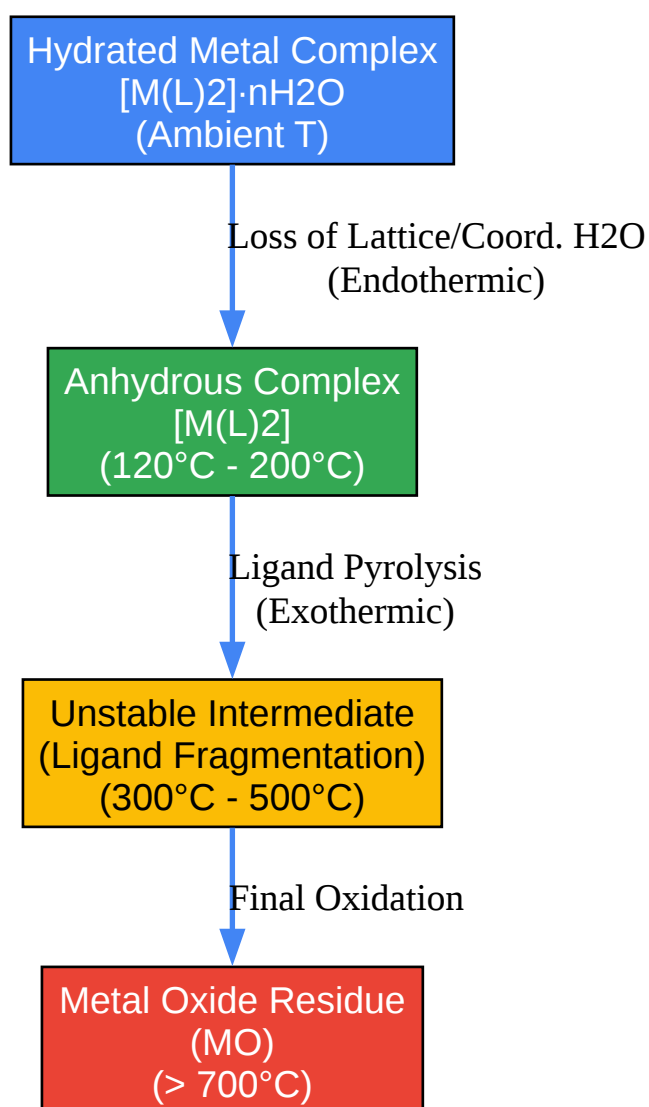 Hydrated Metal Complex
[M(L)2]·nH2O
(Ambient T)
Loss of Lattice/Coord. H2O
(Endothermic)
Anhydrous Complex
[M(L)2]
(120°C - 200°C)
Ligand Pyrolysis
(Exothermic)
Unstable Intermediate
(Ligand Fragmentation)
(300°C - 500°C)
Final Oxidation
Metal Oxide Residue
(MO)
(> 700°C)